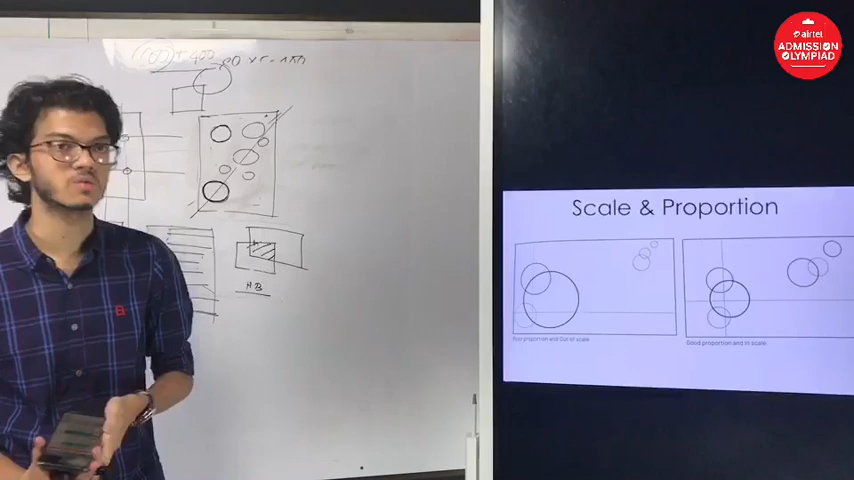 airtel
ADMISSION
OLYMPIAD
Scale & Proportion
Poor proportion and Out of scale
Good proportion and In scale
HB